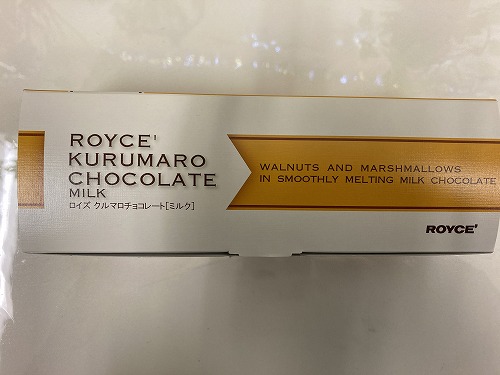 ROYCE'
KURUMARO
CHOCOLATE
MILK
ロイズ クルマロチョコレート[ミルク]
WALNUTS AND MARSHMALLOWS
IN SMOOTHLY MELTING MILK CHOCOLATE
ROYCE'